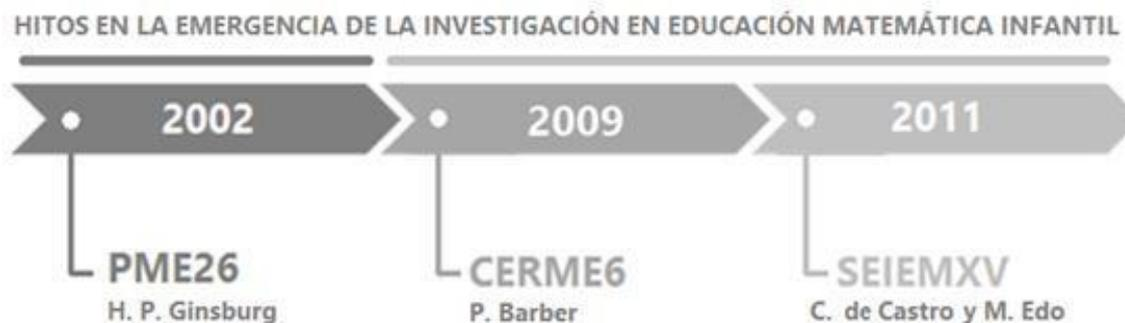 HITOS EN LA EMERGENCIA DE LA INVESTIGACIÓN EN EDUCACIÓN MATEMÁTICA INFANTIL
2002
2009
2011
PME26
H. P. Ginsburg
CERME6
P. Barber
SEIEMXV
C. de Castro y M. Edo